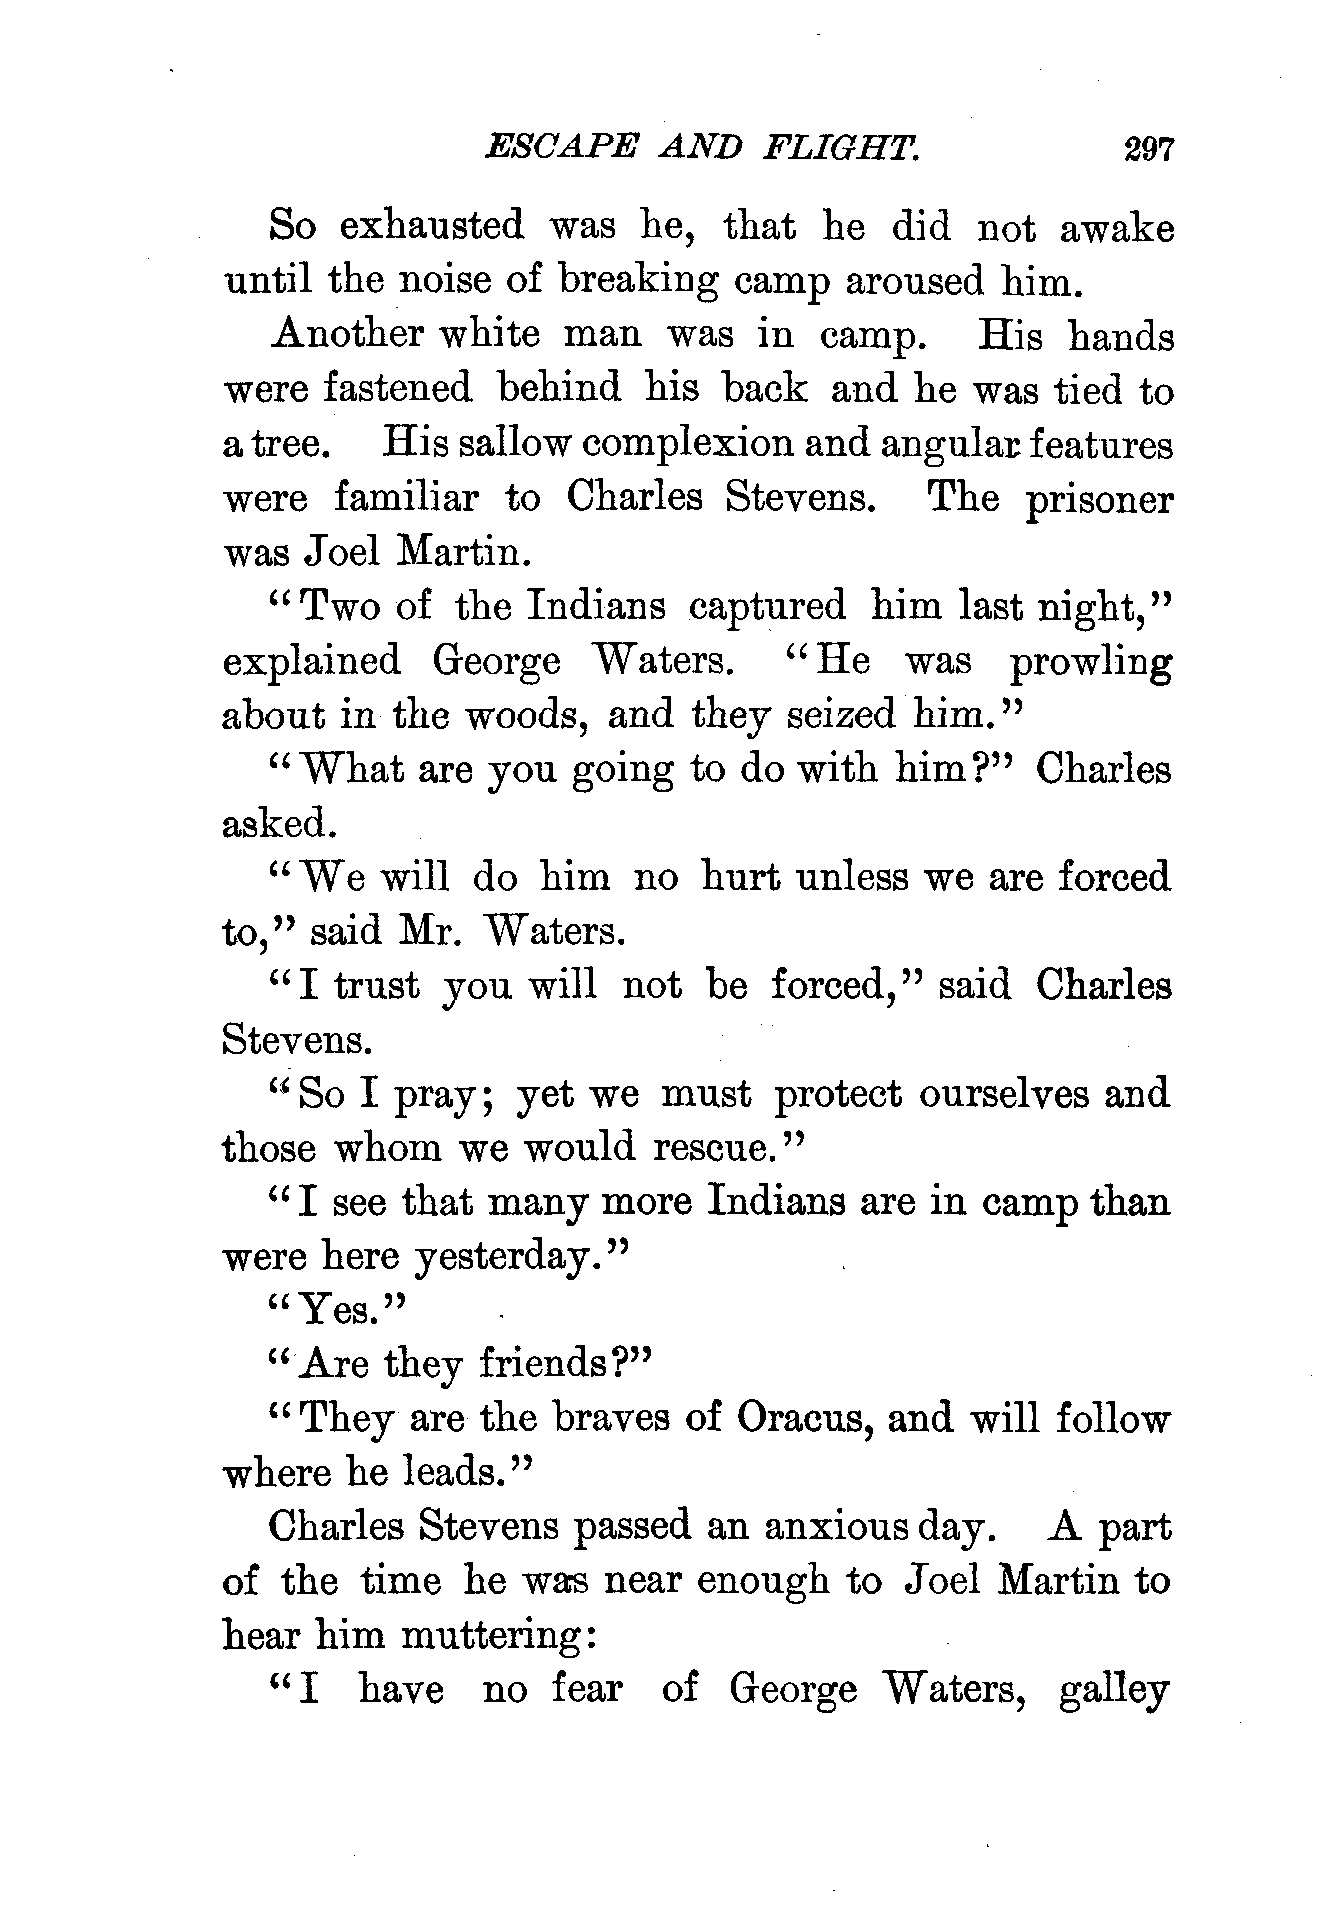 ESCAPE AND FLIGHT. 297
So exhausted was he, that he did not awake
until the noise of breaking camp aroused him.
Another white man was in camp. His hands
were fastened behind his back and he was tied to
a tree. His sallow complexion and angular features
were familiar to Charles Stevens. The prisoner
was Joel Martin.
"Two of the Indians captured him last night,"
explained George Waters. "He was prowling
about in the woods, and they seized him."
"What are you going to do with him?" Charles
asked.
"We will do him no hurt unless we are forced
to," said Mr. Waters.
"I trust you will not be forced," said Charles
Stevens.
"So I pray; yet we must protect ourselves and
those whom we would rescue."
"I see that many more Indians are in camp than
were here yesterday."
"Yes."
"Are they friends?"
"They are the braves of Oracus, and will follow
where he leads."
Charles Stevens passed an anxious day. A part
of the time he was near enough to Joel Martin to
hear him muttering:
"I have no fear of George Waters, galley